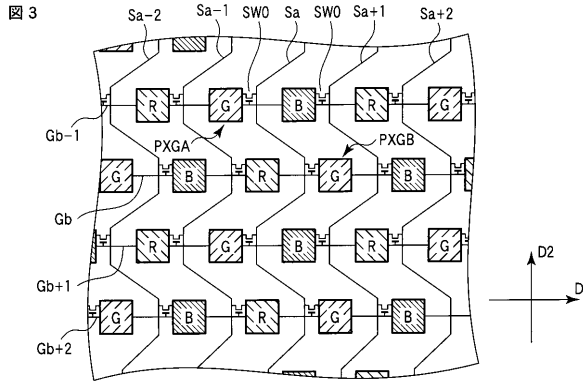 図 3
Sa-2 Sa-1 SW0 Sa SW0 Sa+1 Sa+2
R G B R G
Gb-1
PXGA PXGB
G B R G B
Gb
R G B R G
Gb+1
D2
D
G B R G B
Gb+2